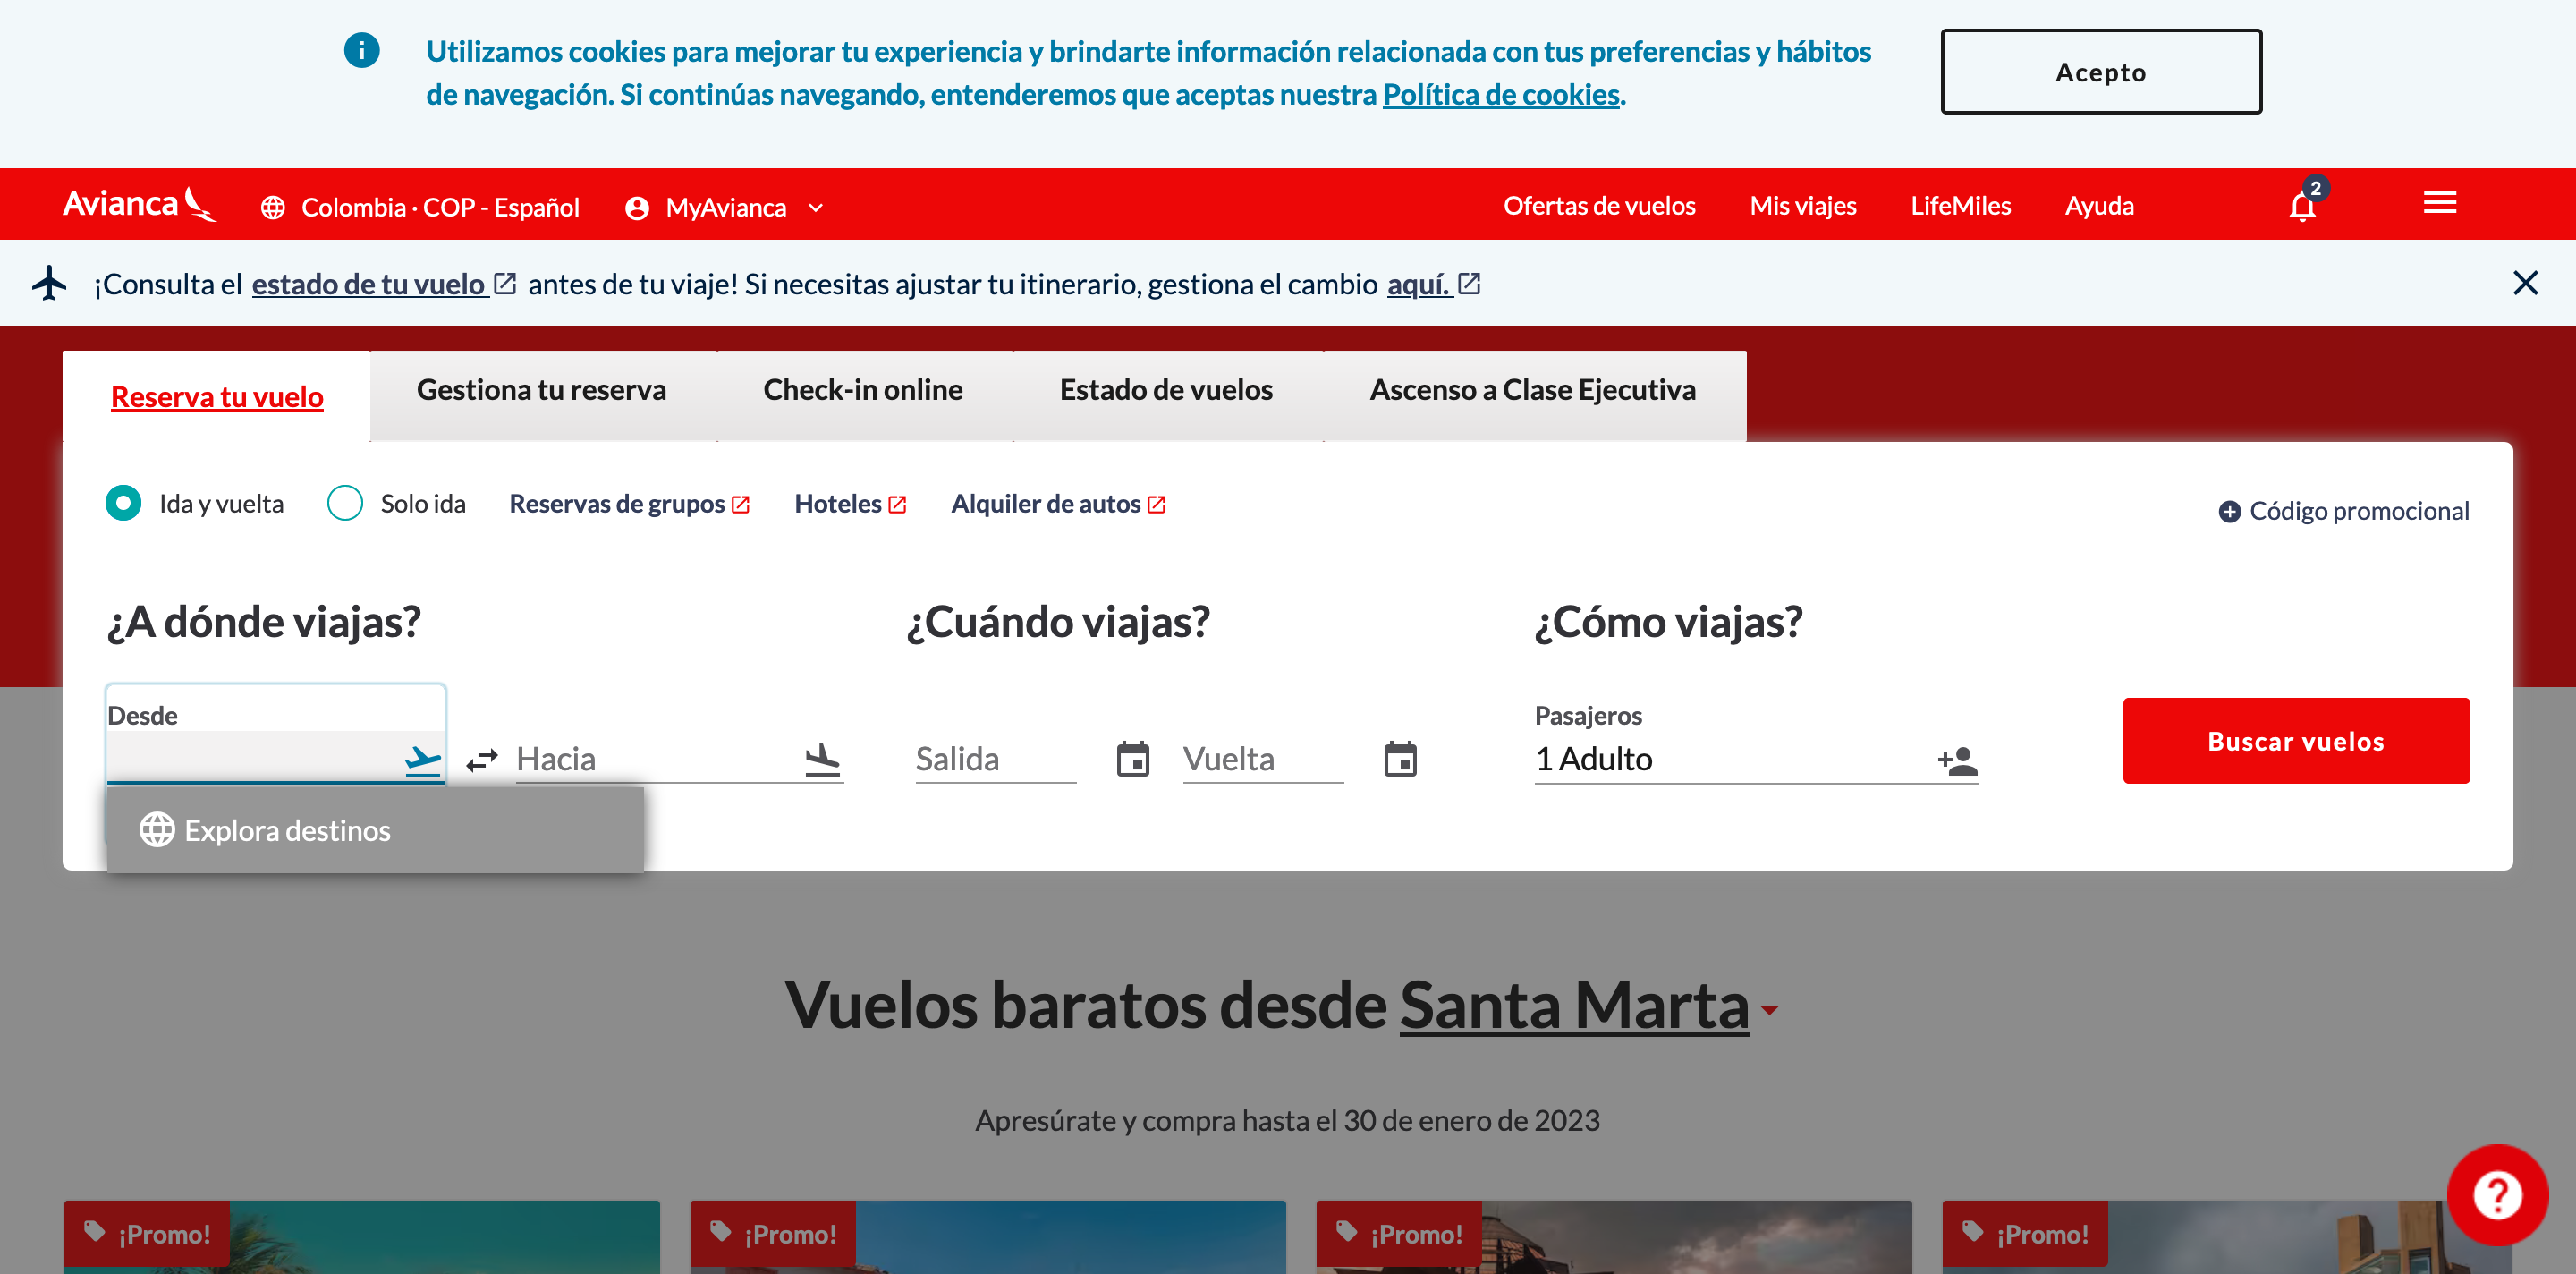 Utilizamos cookies para mejorar tu experiencia y brindarte información relacionada con tus preferencias y hábitos
de navegación. Si continúas navegando, entenderemos que aceptas nuestra Política de cookies.
Acepto
Avianca
Colombia · COP - Español
MyAvianca
Ofertas de vuelos
Mis viajes
LifeMiles
Ayuda
2
¡Consulta el estado de tu vuelo antes de tu viaje! Si necesitas ajustar tu itinerario, gestiona el cambio aquí.
Reserva tu vuelo
Gestiona tu reserva
Check-in online
Estado de vuelos
Ascenso a Clase Ejecutiva
Ida y vuelta
Solo ida
Reservas de grupos
Hoteles
Alquiler de autos
Código promocional
¿A dónde viajas?
¿Cuándo viajas?
¿Cómo viajas?
Desde
Hacia
Salida
Vuelta
Pasajeros
1 Adulto
Buscar vuelos
Explora destinos
Vuelos baratos desde Santa Marta
Apresúrate y compra hasta el 30 de enero de 2023
¡Promo!
¡Promo!
¡Promo!
¡Promo!